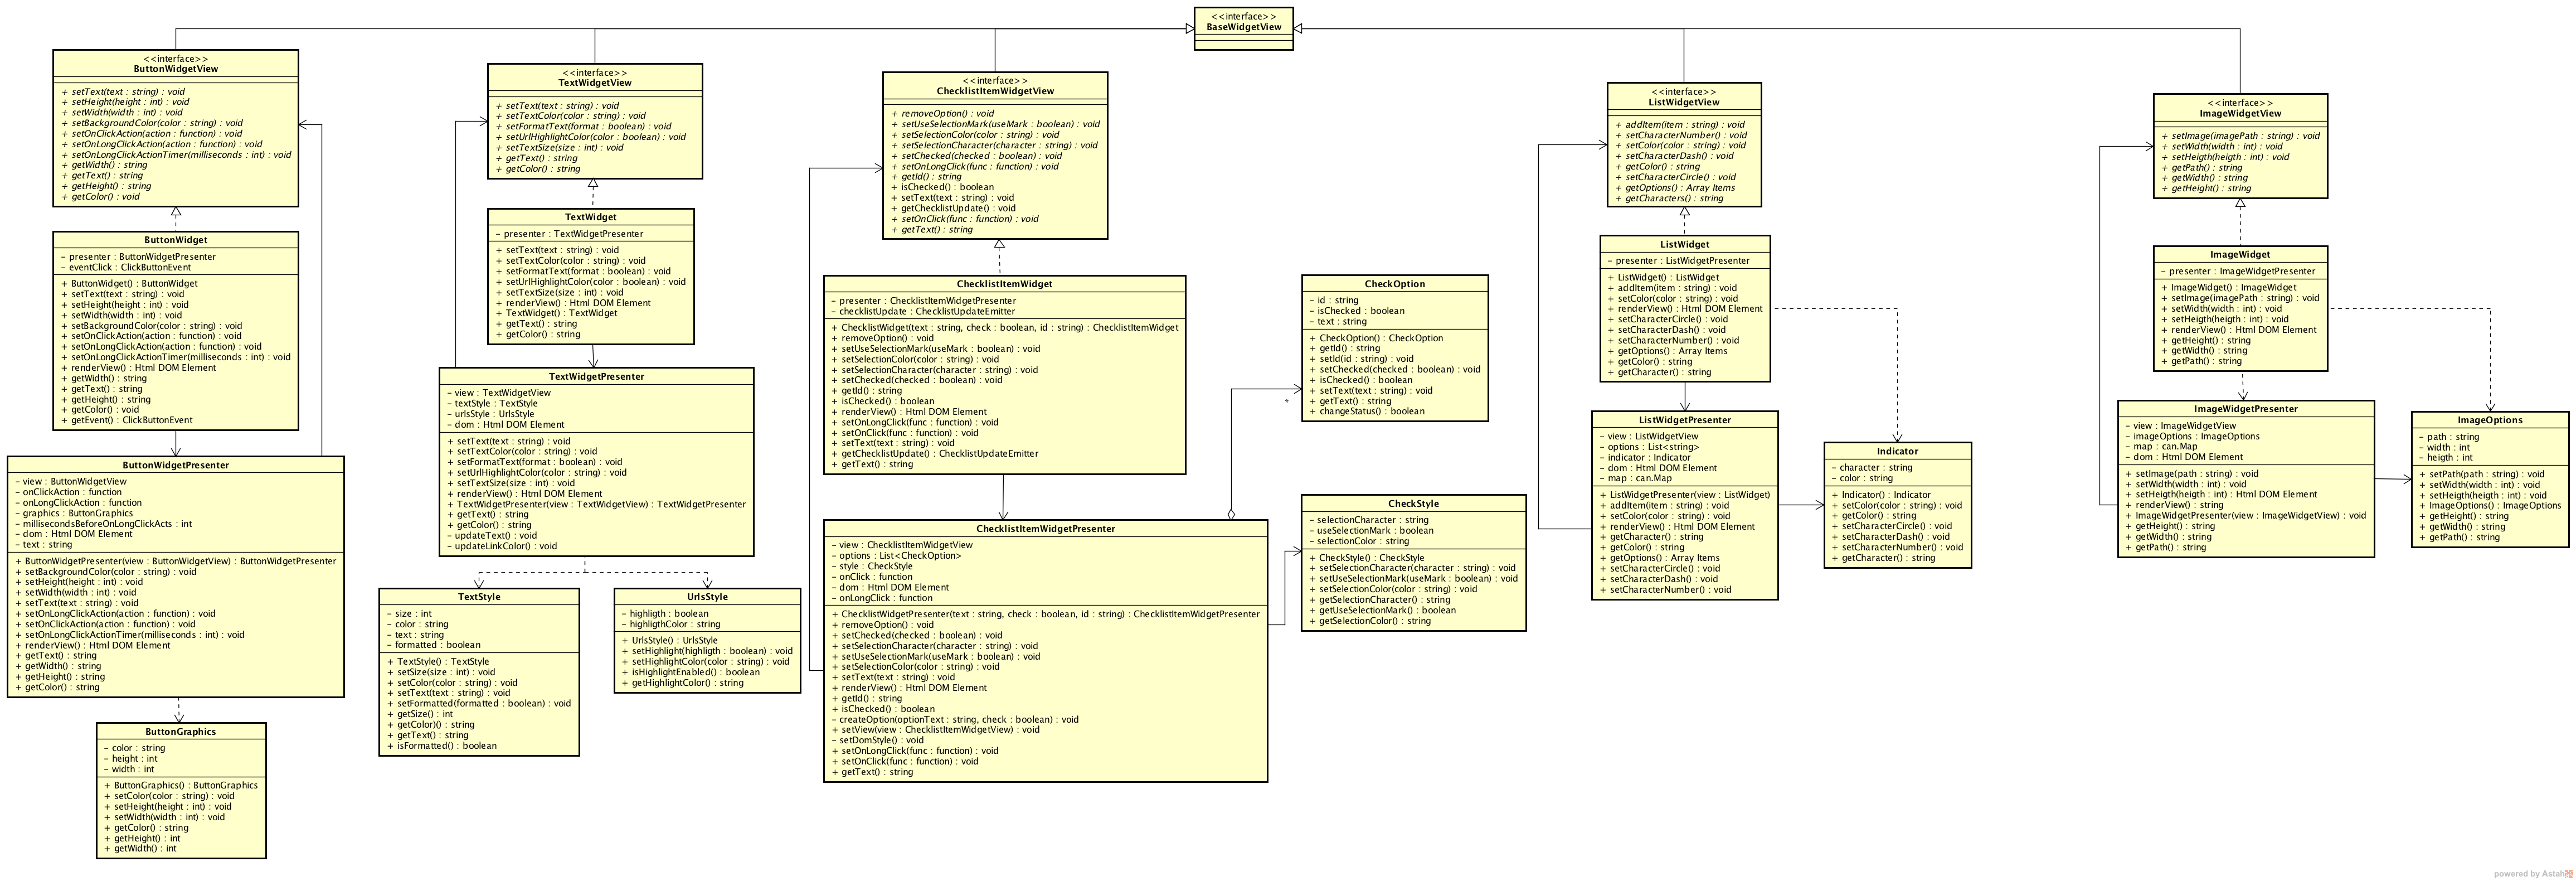 <<interface>>
BaseWidgetView
<<interface>>
ButtonWidgetView
+ setText(text : string) : void
+ setHeight(height : int) : void
+ setWidth(width : int) : void
+ setBackgroundColor(color : string) : void
+ setOnClickAction(action : function) : void
+ setOnLongClickAction(action : function) : void
+ setOnLongClickActionTimer(milliseconds : int) : void
+ getWidth() : string
+ getText() : string
+ getHeight() : string
+ getColor() : void
ButtonWidget
– presenter : ButtonWidgetPresenter
– eventClick : ClickButtonEvent
+ ButtonWidget() : ButtonWidget
+ setText(text : string) : void
+ setHeight(height : int) : void
+ setWidth(width : int) : void
+ setBackgroundColor(color : string) : void
+ setOnClickAction(action : function) : void
+ setOnLongClickAction(action : function) : void
+ setOnLongClickActionTimer(milliseconds : int) : void
+ renderView() : Html DOM Element
+ getWidth() : string
+ getText() : string
+ getHeight() : string
+ getColor() : void
+ getEvent() : ClickButtonEvent
ButtonWidgetPresenter
– view : ButtonWidgetView
– onClickAction : function
– onLongClickAction : function
– graphics : ButtonGraphics
– millisecondsBeforeOnLongClickActs : int
– dom : Html DOM Element
– text : string
+ ButtonWidgetPresenter(view : ButtonWidgetView) : ButtonWidgetPresenter
+ setBackgroundColor(color : string) : void
+ setHeight(height : int) : void
+ setWidth(width : int) : void
+ setText(text : string) : void
+ setOnLongClickAction(action : function) : void
+ setOnClickAction(action : function) : void
+ setOnLongClickActionTimer(milliseconds : int) : void
+ renderView() : Html DOM Element
+ getText() : string
+ getWidth() : string
+ getHeight() : string
+ getColor() : string
ButtonGraphics
– color : string
– height : int
– width : int
+ ButtonGraphics() : ButtonGraphics
+ setColor(color : string) : void
+ setHeight(height : int) : void
+ setWidth(width : int) : void
+ getColor() : string
+ getHeight() : int
+ getWidth() : int
<<interface>>
TextWidgetView
+ setText(text : string) : void
+ setTextColor(color : string) : void
+ setFormatText(format : boolean) : void
+ setUrlHighlightColor(color : boolean) : void
+ setTextSize(size : int) : void
+ getText() : string
+ getColor() : string
TextWidget
– presenter : TextWidgetPresenter
+ setText(text : string) : void
+ setTextColor(color : string) : void
+ setFormatText(format : boolean) : void
+ setUrlHighlightColor(color : boolean) : void
+ setTextSize(size : int) : void
+ renderView() : Html DOM Element
+ TextWidget() : TextWidget
+ getText() : string
+ getColor() : string
TextWidgetPresenter
– view : TextWidgetView
– textStyle : TextStyle
– urlsStyle : UrlsStyle
– dom : Html DOM Element
+ setText(text : string) : void
+ setTextColor(color : string) : void
+ setFormatText(format : boolean) : void
+ setUrlHighlightColor(color : string) : void
+ setTextSize(size : int) : void
+ renderView() : Html DOM Element
+ TextWidgetPresenter(view : TextWidgetView) : TextWidgetPresenter
+ getText() : string
+ getColor() : string
– updateText() : void
– updateLinkColor() : void
TextStyle
– size : int
– color : string
– text : string
– formatted : boolean
+ TextStyle() : TextStyle
+ setSize(size : int) : void
+ setColor(color : string) : void
+ setText(text : string) : void
+ setFormatted(formatted : boolean) : void
+ getSize() : int
+ getColor)() : string
+ getText() : string
+ isFormatted() : boolean
UrlsStyle
– highligth : boolean
– highligthColor : string
+ UrlsStyle() : UrlsStyle
+ setHighlight(highligth : boolean) : void
+ setHighlightColor(color : string) : void
+ isHighlightEnabled() : boolean
+ getHighlightColor() : string
<<interface>>
ChecklistItemWidgetView
+ removeOption() : void
+ setUseSelectionMark(useMark : boolean) : void
+ setSelectionColor(color : string) : void
+ setSelectionCharacter(character : string) : void
+ setChecked(checked : boolean) : void
+ setOnLongClick(func : function) : void
+ getId() : string
+ isChecked() : boolean
+ setText(text : string) : void
+ getChecklistUpdate() : void
+ setOnClick(func : function) : void
+ getText() : string
ChecklistItemWidget
– presenter : ChecklistItemWidgetPresenter
– checklistUpdate : ChecklistUpdateEmitter
+ ChecklistWidget(text : string, check : boolean, id : string) : ChecklistItemWidget
+ removeOption() : void
+ setUseSelectionMark(useMark : boolean) : void
+ setSelectionColor(color : string) : void
+ setSelectionCharacter(character : string) : void
+ setChecked(checked : boolean) : void
+ getId() : string
+ isChecked() : boolean
+ renderView() : Html DOM Element
+ setOnLongClick(func : function) : void
+ setOnClick(func : function) : void
+ setText(text : string) : void
+ getChecklistUpdate() : ChecklistUpdateEmitter
+ getText() : string
ChecklistItemWidgetPresenter
– view : ChecklistItemWidgetView
– options : List<CheckOption>
– style : CheckStyle
– onClick : function
– dom : Html DOM Element
– onLongClick : function
+ ChecklistWidgetPresenter(text : string, check : boolean, id : string) : ChecklistItemWidgetPresenter
+ removeOption() : void
+ setChecked(checked : boolean) : void
+ setSelectionCharacter(character : string) : void
+ setUseSelectionMark(useMark : boolean) : void
+ setSelectionColor(color : string) : void
+ setText(text : string) : void
+ renderView() : Html DOM Element
+ getId() : string
+ isChecked() : boolean
– createOption(optionText : string, check : boolean) : void
+ setView(view : ChecklistItemWidgetView) : void
– setDomStyle() : void
+ setOnLongClick(func : function) : void
+ setOnClick(func : function) : void
+ getText() : string
CheckOption
– id : string
– isChecked : boolean
– text : string
+ CheckOption() : CheckOption
+ getId() : string
+ setId(id : string) : void
+ setChecked(checked : boolean) : void
+ isChecked() : boolean
+ setText(text : string) : void
+ getText() : string
+ changeStatus() : boolean
*
CheckStyle
– selectionCharacter : string
– useSelectionMark : boolean
– selectionColor : string
+ CheckStyle() : CheckStyle
+ setSelectionCharacter(character : string) : void
+ setUseSelectionMark(useMark : boolean) : void
+ setSelectionColor(color : string) : void
+ getSelectionCharacter() : string
+ getUseSelectionMark() : boolean
+ getSelectionColor() : string
<<interface>>
ListWidgetView
+ addItem(item : string) : void
+ setCharacterNumber() : void
+ setColor(color : string) : void
+ setCharacterDash() : void
+ getColor() : string
+ setCharacterCircle() : void
+ getOptions() : Array Items
+ getCharacters() : string
ListWidget
– presenter : ListWidgetPresenter
+ ListWidget() : ListWidget
+ addItem(item : string) : void
+ setColor(color : string) : void
+ renderView() : Html DOM Element
+ setCharacterCircle() : void
+ setCharacterDash() : void
+ setCharacterNumber() : void
+ getOptions() : Array Items
+ getColor() : string
+ getCharacter() : string
ListWidgetPresenter
– view : ListWidgetView
– options : List<string>
– indicator : Indicator
– dom : Html DOM Element
– map : can.Map
+ ListWidgetPresenter(view : ListWidget)
+ addItem(item : string) : void
+ setColor(color : string) : void
+ renderView() : Html DOM Element
+ getCharacter() : string
+ getColor() : string
+ getOptions() : Array Items
+ setCharacterCircle() : void
+ setCharacterDash() : void
+ setCharacterNumber() : void
Indicator
– character : string
– color : string
+ Indicator() : Indicator
+ setColor(color : string) : void
+ getColor() : string
+ setCharacterCircle() : void
+ setCharacterDash() : void
+ setCharacterNumber() : void
+ getCharacter() : string
<<interface>>
ImageWidgetView
+ setImage(imagePath : string) : void
+ setWidth(width : int) : void
+ setHeigth(heigth : int) : void
+ getPath() : string
+ getWidth() : string
+ getHeight() : string
ImageWidget
– presenter : ImageWidgetPresenter
+ ImageWidget() : ImageWidget
+ setImage(imagePath : string) : void
+ setWidth(width : int) : void
+ setHeigth(heigth : int) : void
+ renderView() : Html DOM Element
+ getHeight() : string
+ getWidth() : string
+ getPath() : string
ImageWidgetPresenter
– view : ImageWidgetView
– imageOptions : ImageOptions
– map : can.Map
– dom : Html DOM Element
+ setImage(path : string) : void
+ setWidth(width : int) : void
+ setHeigth(heigth : int) : Html DOM Element
+ renderView() : string
+ ImageWidgetPresenter(view : ImageWidgetView) : void
+ getHeight() : string
+ getWidth() : string
+ getPath() : string
ImageOptions
– path : string
– width : int
– heigth : int
+ setPath(path : string) : void
+ setWidth(width : int) : void
+ setHeigth(heigth : int) : void
+ ImageOptions() : ImageOptions
+ getHeight() : string
+ getWidth() : string
+ getPath() : string
powered by Astah